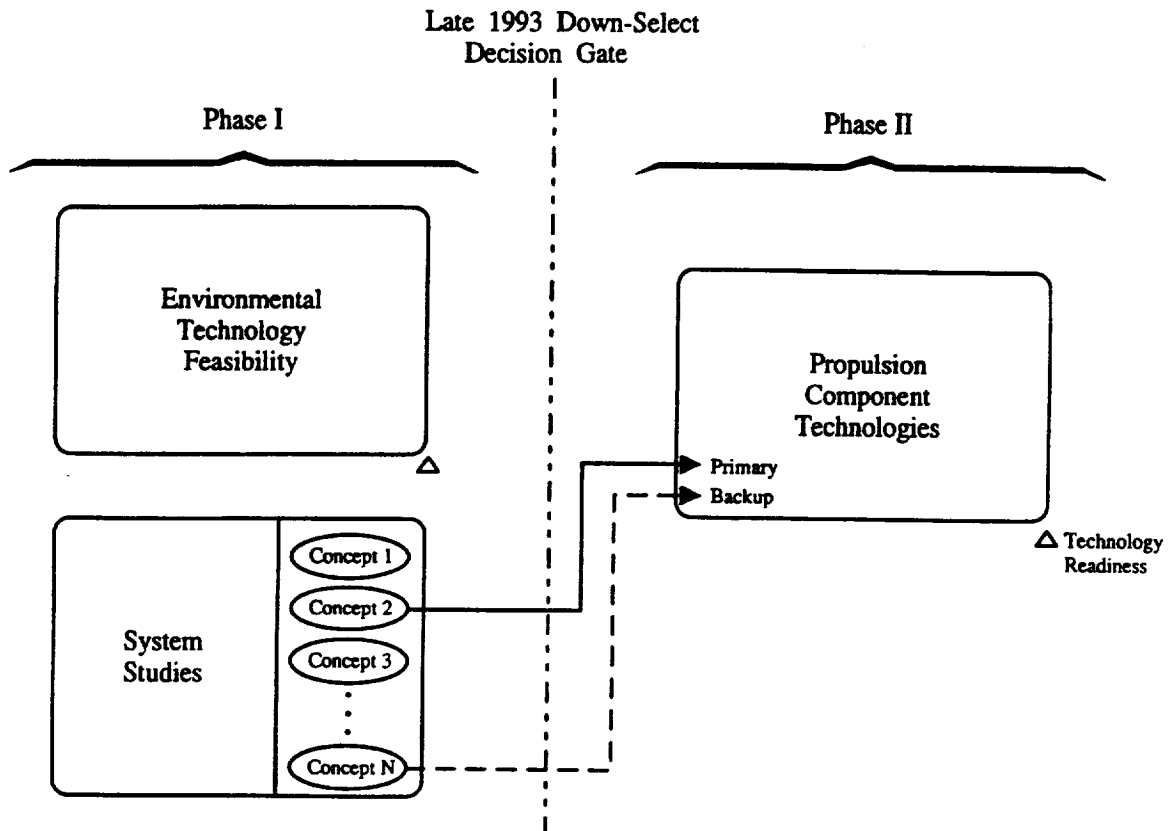 Late 1993 Down-Select
Decision Gate
Phase I
Phase II
Environmental
Technology
Feasibility
Propulsion
Component
Technologies
Primary
Backup
Technology
Readiness
System
Studies
Concept 1
Concept 2
Concept 3
Concept N